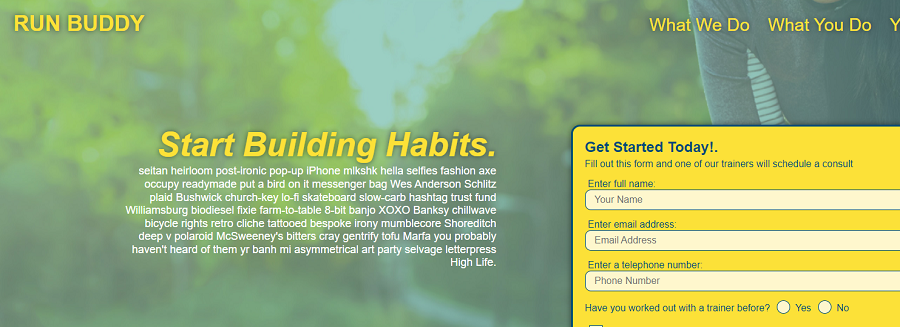 RUN BUDDY
What We Do What You Do Y
Start Building Habits.
seitan heirloom post-ironic pop-up iPhone mlkshk hella selfies fashion axe
occupy readymade put a bird on it messenger bag Wes Anderson Schlitz
plaid Bushwick church-key lo-fi skateboard slow-carb hashtag trust fund
Williamsburg biodiesel fixie farm-to-table 8-bit banjo XOXO Banksy chillwave
bicycle rights retro cliche tattooed bespoke irony mumblecore Shoreditch
deep v polaroid McSweeney's bitters cray gentrify tofu Marfa you probably
haven't heard of them yr banh mi asymmetrical art party selvage letterpress
High Life.
Get Started Today!.
Fill out this form and one of our trainers will schedule a consult
Enter full name:
Your Name
Enter email address:
Email Address
Enter a telephone number:
Phone Number
Have you worked out with a trainer before? Yes No